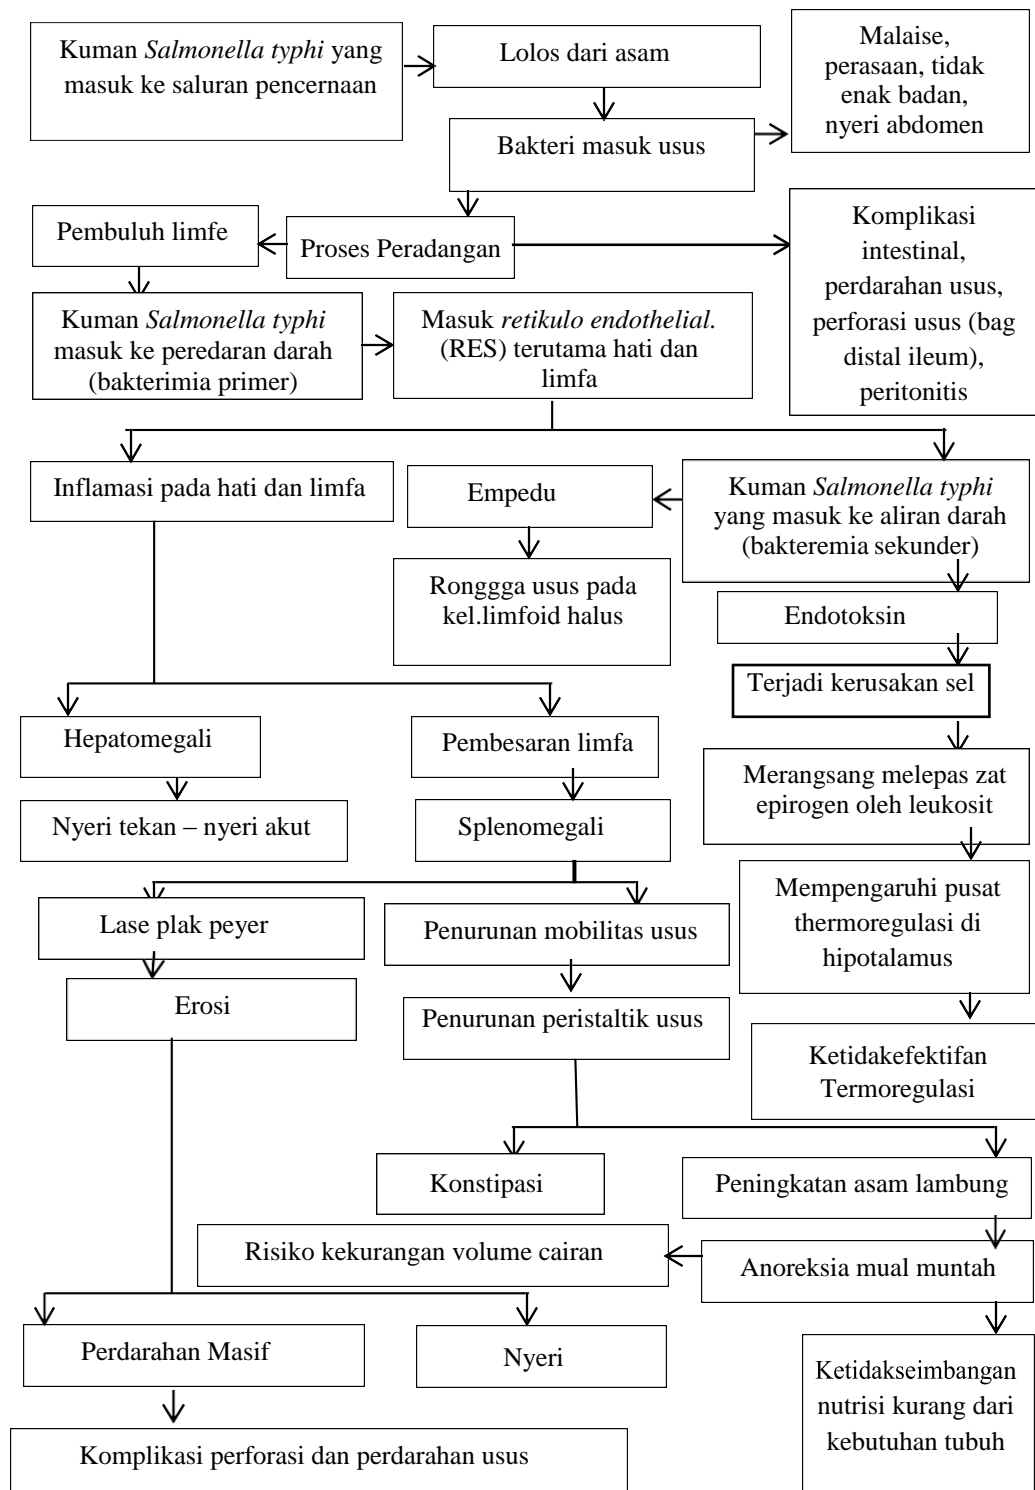 Kuman Salmonella typhi yang
masuk ke saluran pencernaan
Lolos dari asam
Malaise,
perasaan, tidak
enak badan,
nyeri abdomen
Bakteri masuk usus
Pembuluh limfe
Proses Peradangan
Komplikasi
intestinal,
perdarahan usus,
perforasi usus (bag
distal ileum),
peritonitis
Kuman Salmonella typhi
masuk ke peredaran darah
(bakterimia primer)
Masuk retikulo endothelial.
(RES) terutama hati dan
limfa
Inflamasi pada hati dan limfa
Empedu
Kuman Salmonella typhi
yang masuk ke aliran darah
(bakteremia sekunder)
Ronggga usus pada
kel.limfoid halus
Endotoksin
Terjadi kerusakan sel
Hepatomegali
Pembesaran limfa
Merangsang melepas zat
epirogen oleh leukosit
Nyeri tekan – nyeri akut
Splenomegali
Mempengaruhi pusat
thermoregulasi di
hipotalamus
Lase plak peyer
Penurunan mobilitas usus
Erosi
Penurunan peristaltik usus
Ketidakefektifan
Termoregulasi
Konstipasi
Peningkatan asam lambung
Risiko kekurangan volume cairan
Anoreksia mual muntah
Perdarahan Masif
Nyeri
Ketidakseimbangan
nutrisi kurang dari
kebutuhan tubuh
Komplikasi perforasi dan perdarahan usus